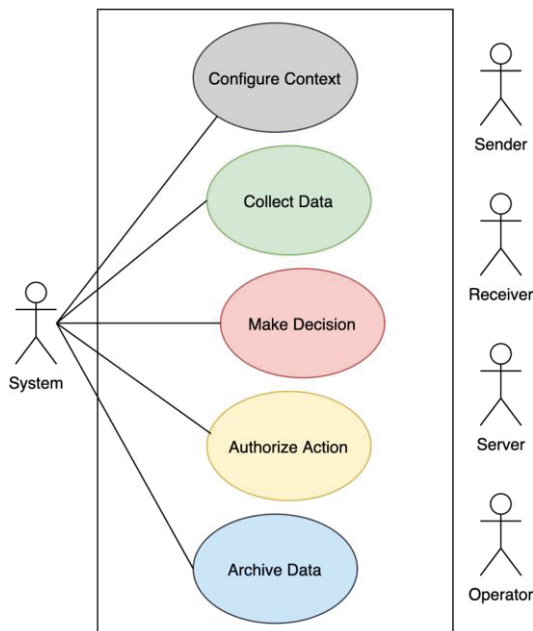 Configure Context
Sender
Collect Data
Receiver
Make Decision
System
Server
Authorize Action
Archive Data
Operator